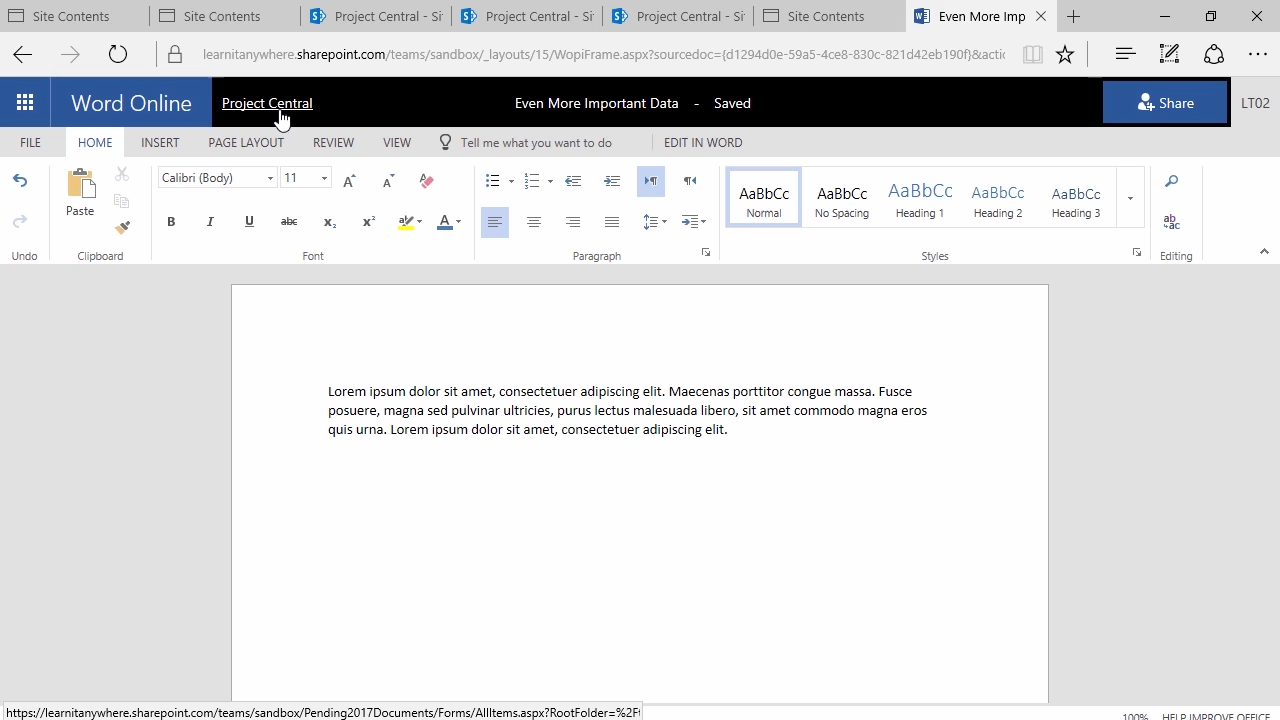 Site Contents
Site Contents
Project Central - Si
Project Central - Si
Project Central - Si
Site Contents
Even More Imp
learnitanywhere.sharepoint.com/teams/sandbox/_layouts/15/WopiFrame.aspx?sourcedoc={d1294d0e-59a5-4ce8-830c-821d42eb190f}&actic
Word Online
Project Central
Even More Important Data - Saved
Share
LT02
FILE
HOME
INSERT
PAGE LAYOUT
REVIEW
VIEW
Tell me what you want to do
EDIT IN WORD
Paste
Calibri (Body)
11
B I U abc x₂ x²
A
AaBbCc
Normal
AaBbCc
No Spacing
AaBbCc
Heading 1
AaBbCc
Heading 2
AaBbCc
Heading 3
Undo
Clipboard
Font
Paragraph
Styles
Editing
Lorem ipsum dolor sit amet, consectetuer adipiscing elit. Maecenas porttitor congue massa. Fusce
posuere, magna sed pulvinar ultricies, purus lectus malesuada libero, sit amet commodo magna eros
quis urna. Lorem ipsum dolor sit amet, consectetuer adipiscing elit.
https://learnitanywhere.sharepoint.com/teams/sandbox/Pending2017Documents/Forms/AllItems.aspx?RootFolder=%2F
100%
HELP IMPROVE OFFICE